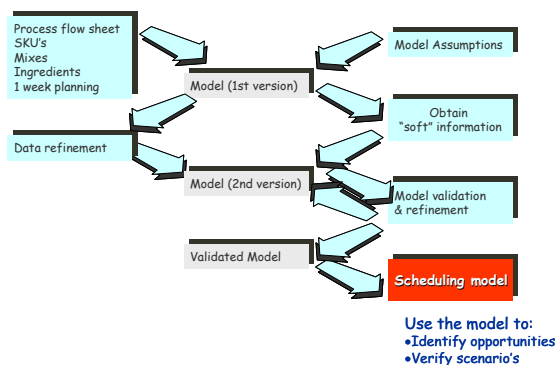 Process flow sheet
SKU's
Mixes
Ingredients
1 week planning
Model Assumptions
Model (1st version)
Obtain
"soft" information
Data refinement
Model (2nd version)
Model validation
& refinement
Validated Model
Scheduling model
Use the model to:
•Identify opportunities
•Verify scenario's